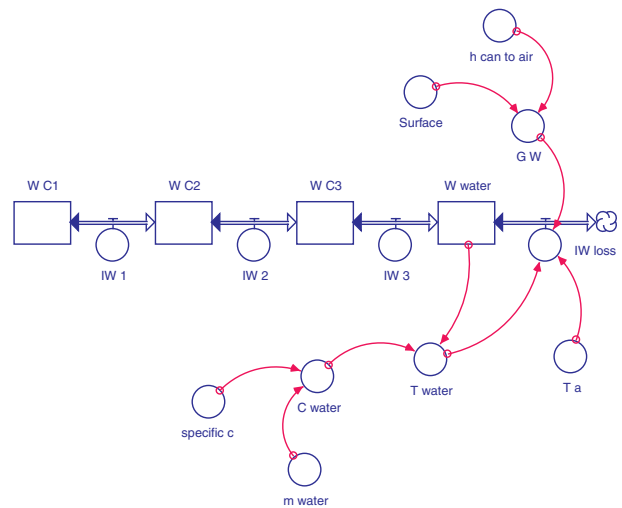 h can to air
Surface
G W
W C1
W C2
W C3
W water
IW 1
IW 2
IW 3
IW loss
T water
T a
C water
specific c
m water